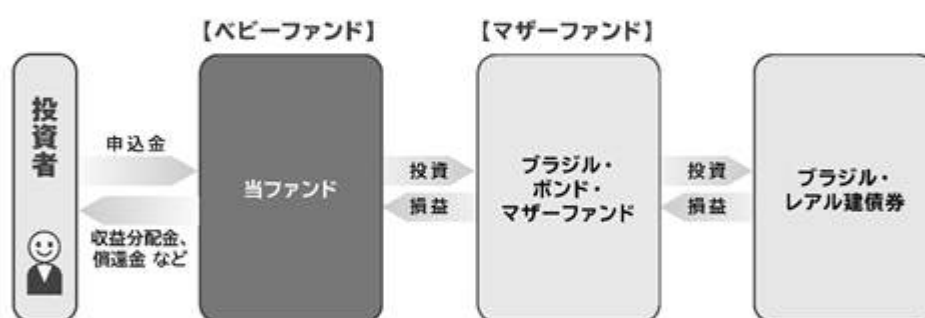 【ベビーファンド】
【マザーファンド】
投資者
申込金
収益分配金、
償還金 など
当ファンド
投資
損益
ブラジル・
ボンド・
マザーファンド
投資
損益
ブラジル・
レアル建債券